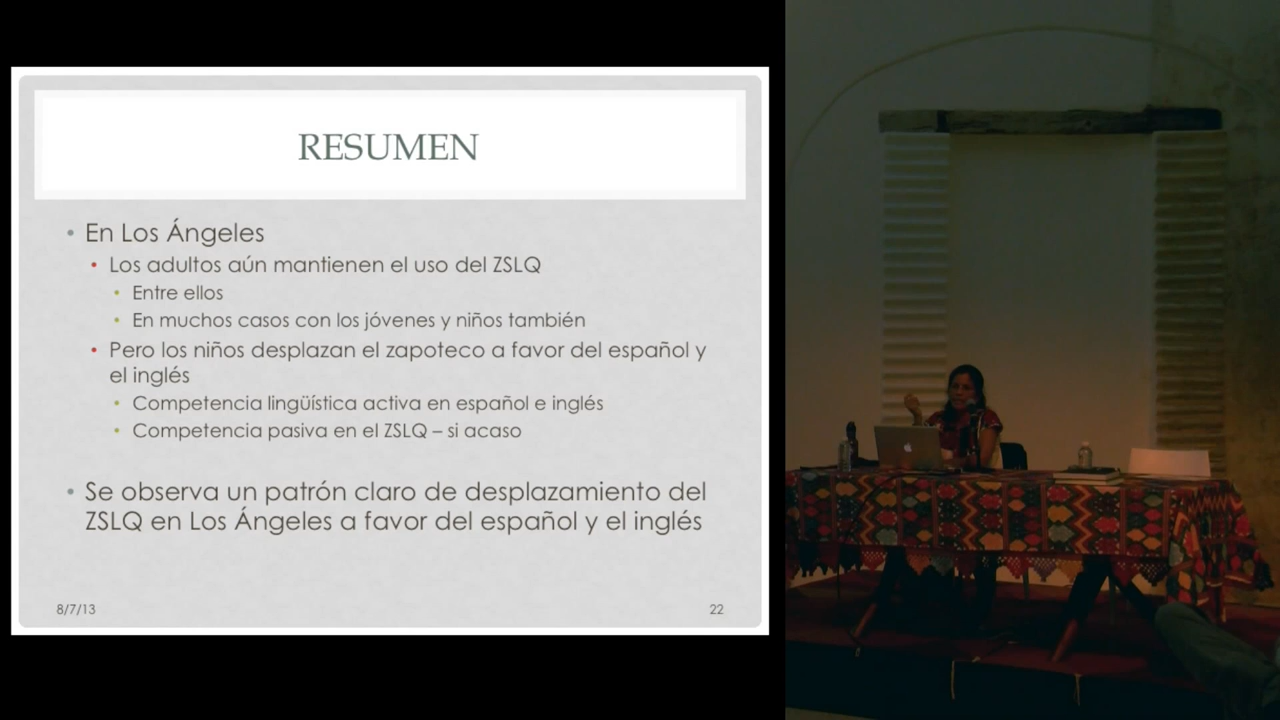 RESUMEN
• En Los Ángeles
• Los adultos aún mantienen el uso del ZSLQ
• Entre ellos
• En muchos casos con los jóvenes y niños también
• Pero los niños desplazan el zapoteco a favor del español y
el inglés
• Competencia lingüística activa en español e inglés
• Competencia pasiva en el ZSLQ – si acaso
• Se observa un patrón claro de desplazamiento del
ZSLQ en Los Ángeles a favor del español y el inglés
8/7/13
22